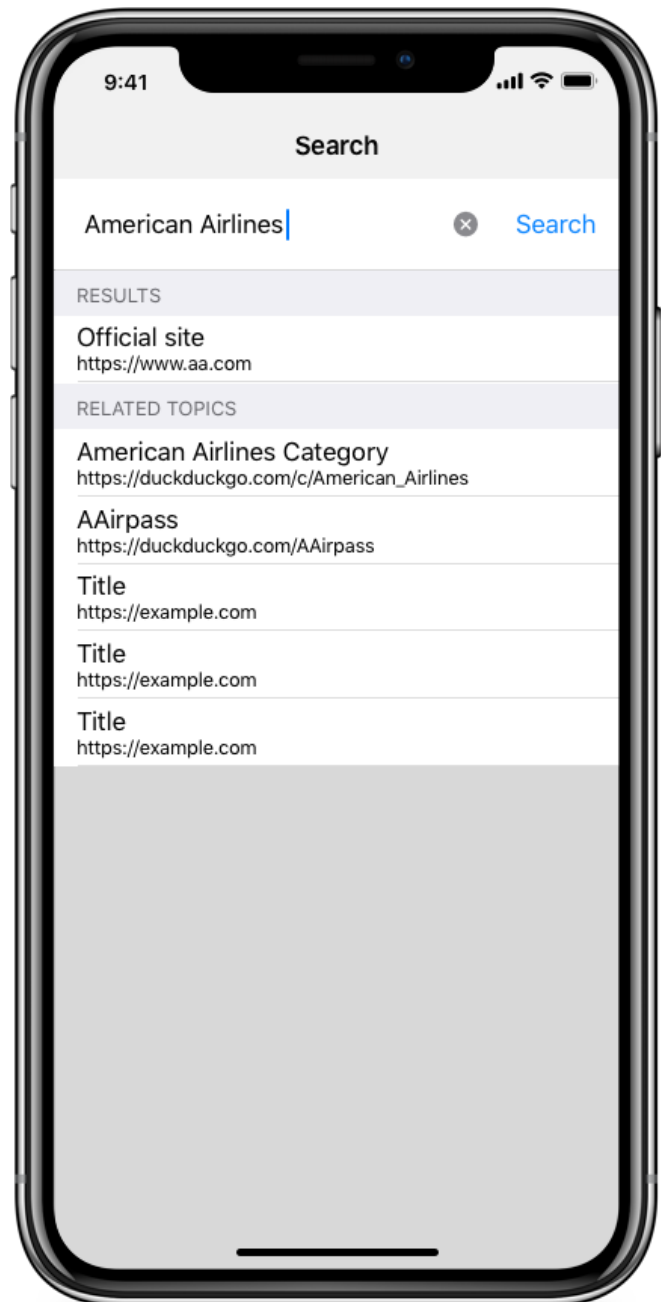 9:41
Search
American Airlines
Search
RESULTS
Official site
https://www.aa.com
RELATED TOPICS
American Airlines Category
https://duckduckgo.com/c/American_Airlines
AAirpass
https://duckduckgo.com/AAirpass
Title
https://example.com
Title
https://example.com
Title
https://example.com